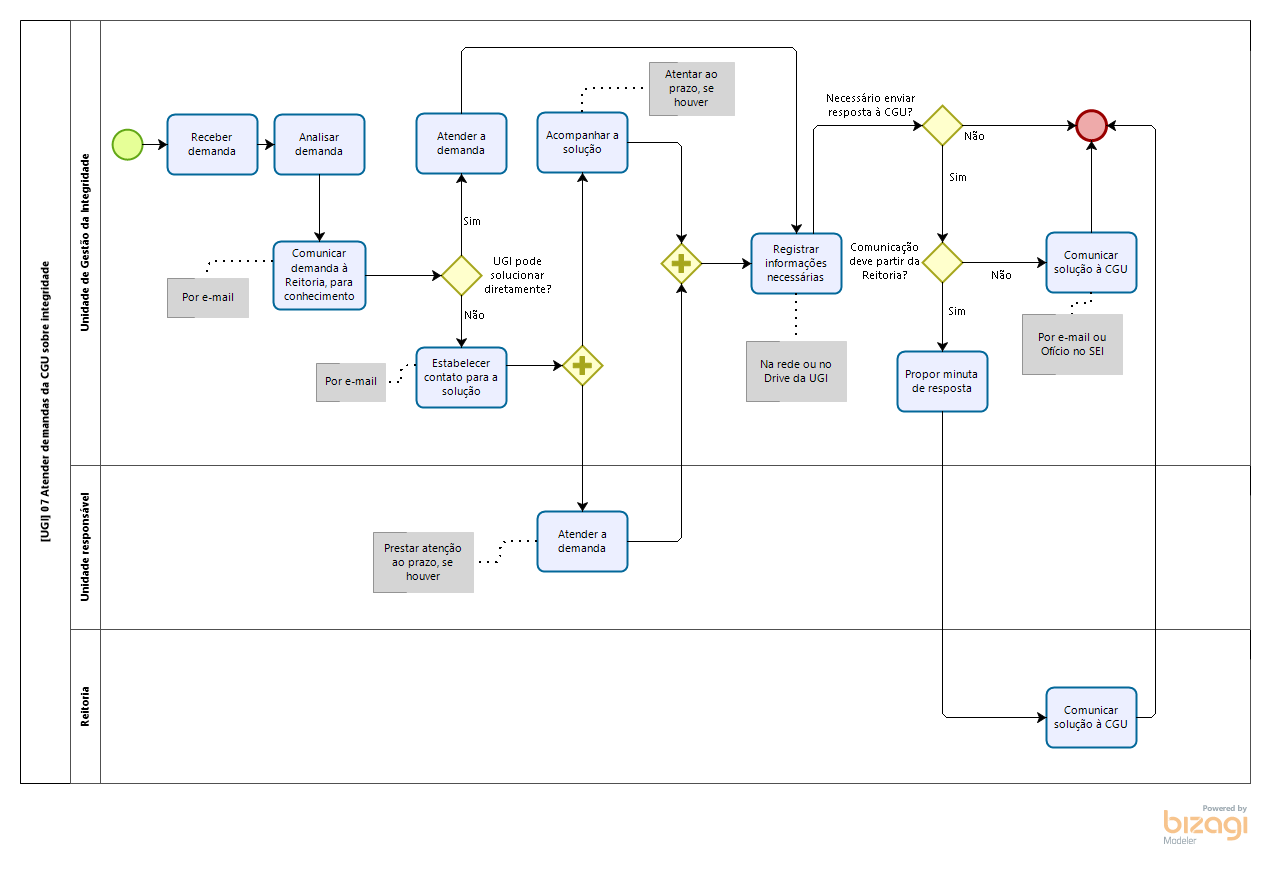 [UGI] 07 Atender demandas da CGU sobre integridade
Unidade de Gestão da Integridade
Receber
demanda
Analisar
demanda
Comunicar
demanda à
Reitoria, para
conhecimento
Por e-mail
Atender a
demanda
Sim
UGI pode
solucionar
diretamente?
Não
Estabelecer
contato para a
solução
Por e-mail
Acompanhar a
solução
Atentar ao
prazo, se
houver
Registrar
informações
necessárias
Na rede ou no
Drive da UGI
Necessário enviar
resposta à CGU?
Não
Sim
Comunicação
deve partir da
Reitoria?
Não
Sim
Comunicar
solução à CGU
Por e-mail ou
Ofício no SEI
Propor minuta
de resposta
Unidade responsável
Prestar atenção
ao prazo, se
houver
Atender a
demanda
Reitoria
Comunicar
solução à CGU
Powered by
bizagi
Modeler